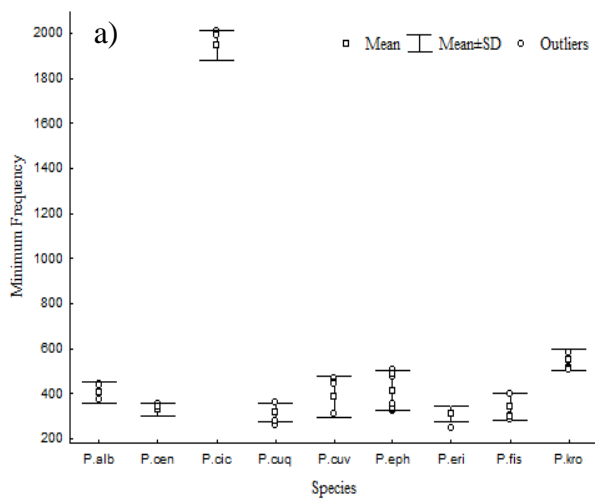 a)
Mean Mean±SD Outliers
Minimum Frequency
2000
1800
1600
1400
1200
1000
800
600
400
200
P.alb P.cen P.cic P.cuq P.cuv P.eph P.eri P.fis P.kro
Species